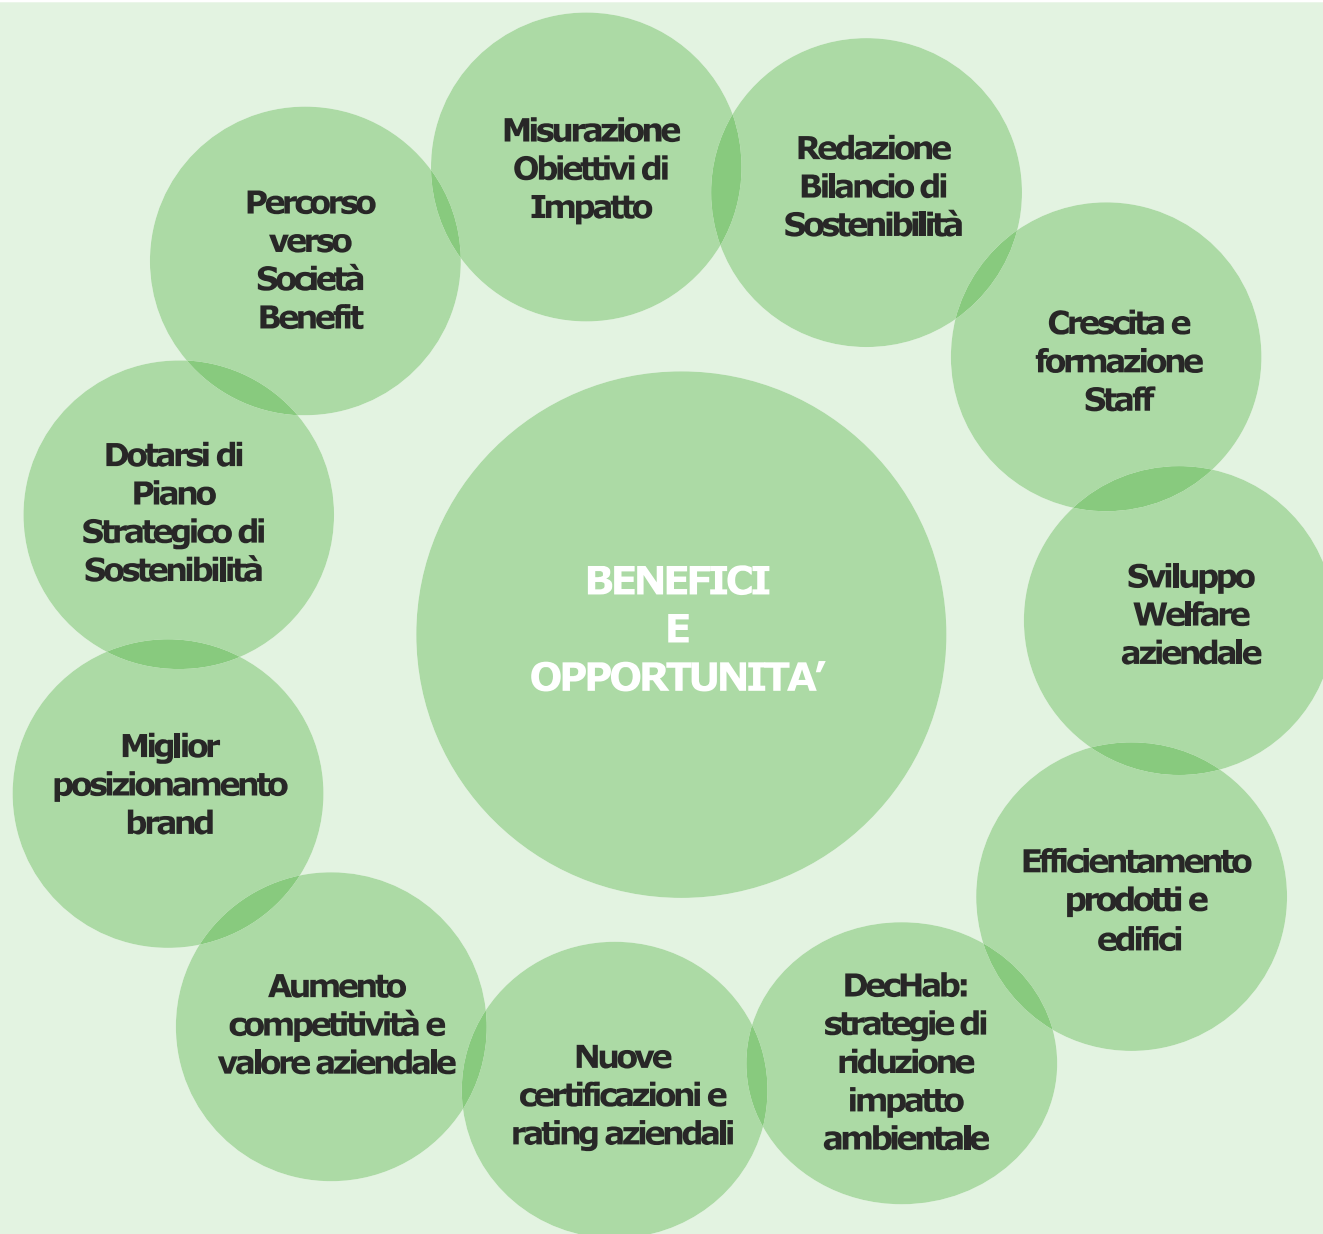 Misurazione
Obiettivi di
Impatto
Redazione
Bilancio di
Sostenibilità
Crescita e
formazione
Staff
Sviluppo
Welfare
aziendale
Efficientamento
prodotti e
edifici
DecHab:
strategie di
riduzione
impatto
ambientale
Nuove
certificazioni e
rating aziendali
Aumento
competitività e
valore aziendale
Miglior
posizionamento
brand
Dotarsi di
Piano
Strategico di
Sostenibilità
Percorso
verso
Società
Benefit
BENEFICI
E
OPPORTUNITA’